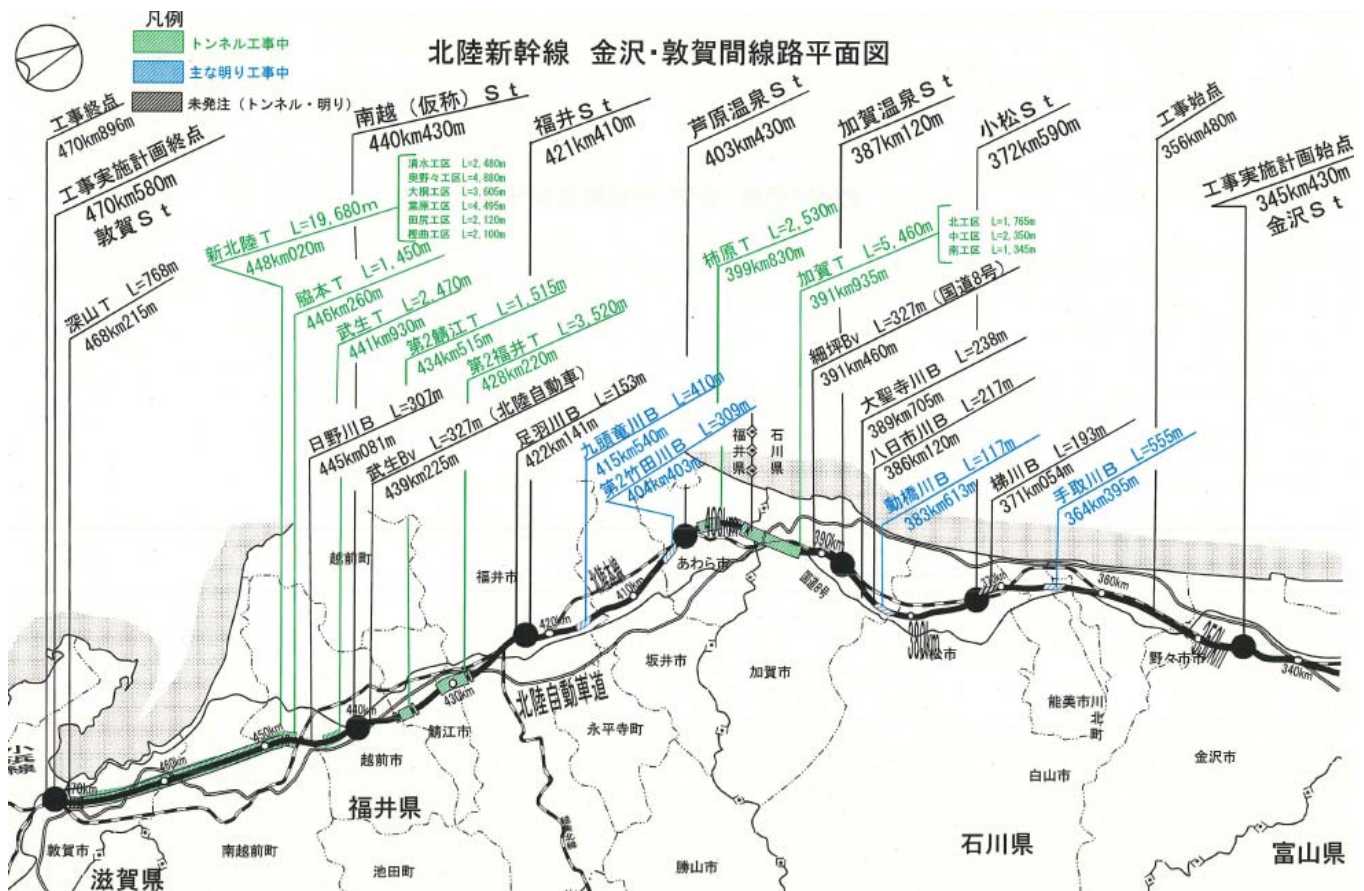 凡例
トンネル工事中
主な明り工事中
未発注（トンネル・明り）
北陸新幹線 金沢・敦賀間線路平面図
工事終点
470km896m
工事実施計画終点
470km580m
敦賀Ｓｔ
深山Ｔ L=768m
468km215m
新北陸Ｔ L=19,680m
448km020m
清水工区 L=2,480m
奥野々工区 L=4,880m
大桐工区 L=3,605m
葉原工区 L=4,495m
田尻工区 L=2,120m
樫曲工区 L=2,100m
脇本Ｔ L=1,450m
446km260m
南越（仮称）Ｓｔ
440km430m
武生Ｔ L=2,470m
441km930m
第2鯖江Ｔ L=1,515m
434km515m
第2福井Ｔ L=3,520m
428km220m
日野川Ｂ L=307m
445km081m
武生Bv L=327m（北陸自動車）
439km225m
福井Ｓｔ
421km410m
足羽川Ｂ L=153m
422km141m
九頭竜川Ｂ L=410m
415km540m
第2竹田川Ｂ L=309m
404km403m
芦原温泉Ｓｔ
403km430m
柿原Ｔ L=2,530m
399km830m
加賀Ｔ L=5,460m
391km935m
北工区 L=1,765m
中工区 L=2,350m
南工区 L=1,345m
加賀温泉Ｓｔ
387km120m
細坪Bv L=327m（国道8号）
391km460m
大聖寺川Ｂ L=238m
389km705m
八日市川Ｂ L=217m
386km120m
動橋川Ｂ L=117m
383km613m
小松Ｓｔ
372km590m
梯川Ｂ L=193m
371km054m
手取川Ｂ L=555m
364km395m
工事始点
356km480m
工事実施計画始点
345km430m
金沢Ｓｔ
福井県
石川県
越前町
福井市
あわら市
北陸本線
国道8号
400km
390km
380km
370km
360km
350km
340km
410km
420km
430km
440km
450km
460km
470km
小浜線
小松市
野々市市
坂井市
加賀市
能美市
川北町
北陸自動車道
永平寺町
鯖江市
越前市
金沢市
白山市
福井県
石川県
富山県
敦賀市
南越前町
池田町
勝山市
滋賀県